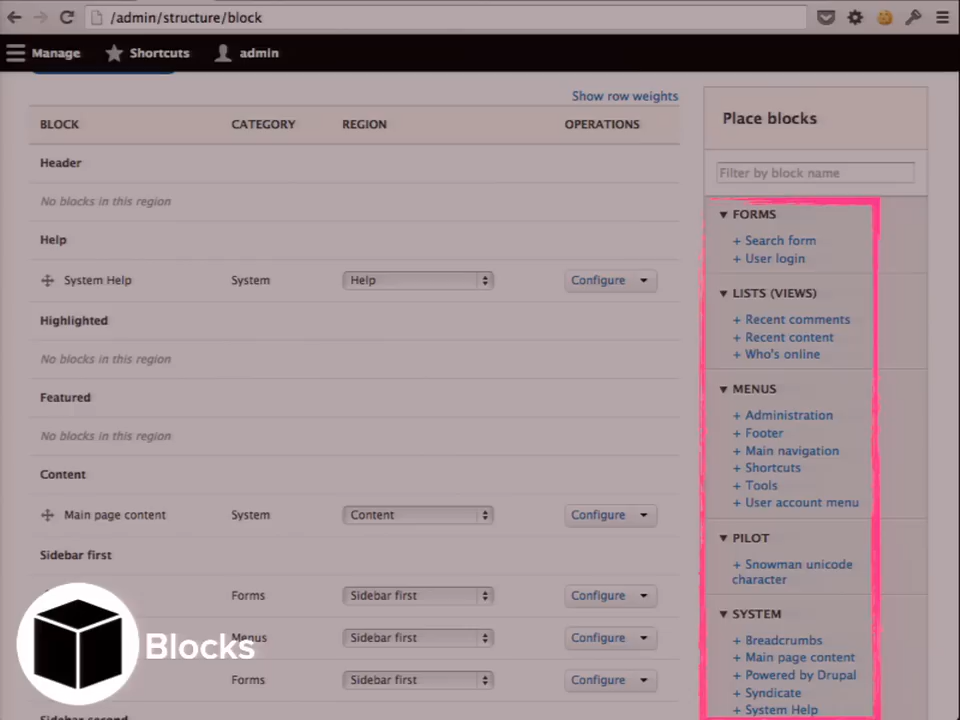 /admin/structure/block
Manage Shortcuts admin
Show row weights
BLOCK CATEGORY REGION OPERATIONS
Header
No blocks in this region
Help
System Help System Help Configure
Highlighted
No blocks in this region
Featured
No blocks in this region
Content
Main page content System Content Configure
Sidebar first
Forms Sidebar first Configure
Menus Sidebar first Configure
Forms Sidebar first Configure
Sidebar second
Blocks
Place blocks
Filter by block name
FORMS
+ Search form
+ User login
LISTS (VIEWS)
+ Recent comments
+ Recent content
+ Who's online
MENUS
+ Administration
+ Footer
+ Main navigation
+ Shortcuts
+ Tools
+ User account menu
PILOT
+ Snowman unicode
character
SYSTEM
+ Breadcrumbs
+ Main page content
+ Powered by Drupal
+ Syndicate
+ System Help